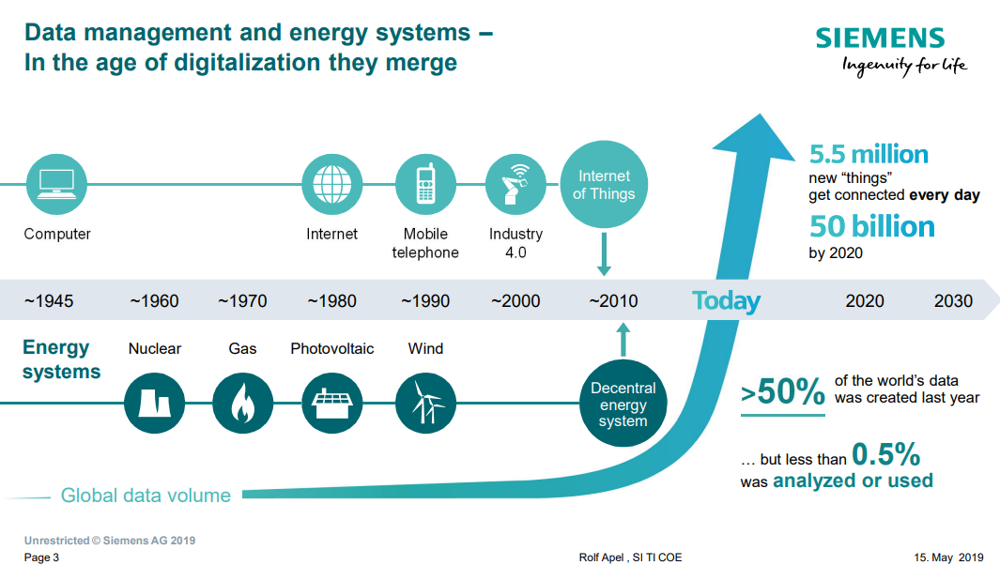 Data management and energy systems –
In the age of digitalization they merge
SIEMENS
Ingenuity for life
Computer
Internet
Mobile
telephone
Industry
4.0
Internet
of Things
5.5 million
new “things”
get connected every day
50 billion
by 2020
~1945
~1960
~1970
~1980
~1990
~2000
~2010
Today
2020
2030
Energy
systems
Nuclear
Gas
Photovoltaic
Wind
Decentral
energy
system
>50%
of the world’s data
was created last year
… but less than 0.5%
was analyzed or used
Global data volume
Unrestricted © Siemens AG 2019
Page 3
Rolf Apel , SI TI COE
15. May 2019